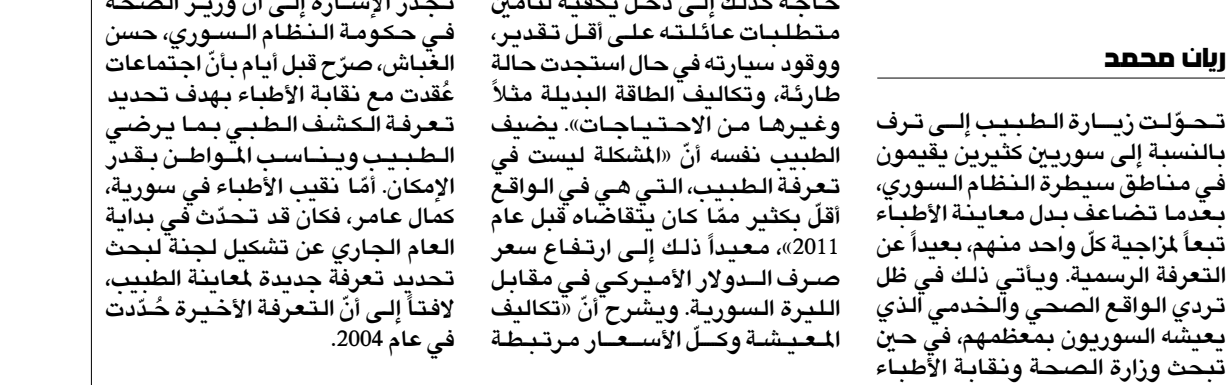 ريان محمد
تحوّلت زيارة الطبيب إلى ترف
بالنسبة إلى سوريين كثيرين يقيمون
في مناطق سيطرة النظام السوري،
بعدما تضاعف بدل معاينة الأطباء
تبعاً لمزاجية كلّ واحد منهم، بعيداً عن
التعرفة الرسمية. ويأتي ذلك في ظل
تردي الواقع الصحي والخدمي الذي
يعيشه السوريون بمعظمهم، في حين
تبحث وزارة الصحة ونقابة الأطباء
حاجة كذلك إلى دخل يكفيه لتأمين
متطلبات عائلته على أقل تقدير،
ووقود سيارته في حال استجدت حالة
طارئة، وتكاليف الطاقة البديلة مثلاً
وغيرها من الاحتياجات». يضيف
الطبيب نفسه أنّ «المشكلة ليست في
تعرفة الطبيب، التي هي في الواقع
أقلّ بكثير ممّا كان يتقاضاه قبل عام
2011»، معيداً ذلك إلى ارتفاع سعر
صرف الدولار الأميركي في مقابل
الليرة السورية. ويشرح أنّ «تكاليف
المعيشة وكلّ الأسعار مرتبطة
تجدر الإشارة إلى أن وزير الصحة
في حكومة النظام السوري، حسن
الغباش، صرّح قبل أيام بأنّ اجتماعات
عُقدت مع نقابة الأطباء بهدف تحديد
تعرفة الكشف الطبي بما يرضي
الطبيب ويناسب المواطن بقدر
الإمكان. أمّا نقيب الأطباء في سورية،
كمال عامر، فكان قد تحدّث في بداية
العام الجاري عن تشكيل لجنة لبحث
تحديد تعرفة جديدة لمعاينة الطبيب،
لافتاً إلى أنّ التعرفة الأخيرة حُدّدت
في عام 2004.